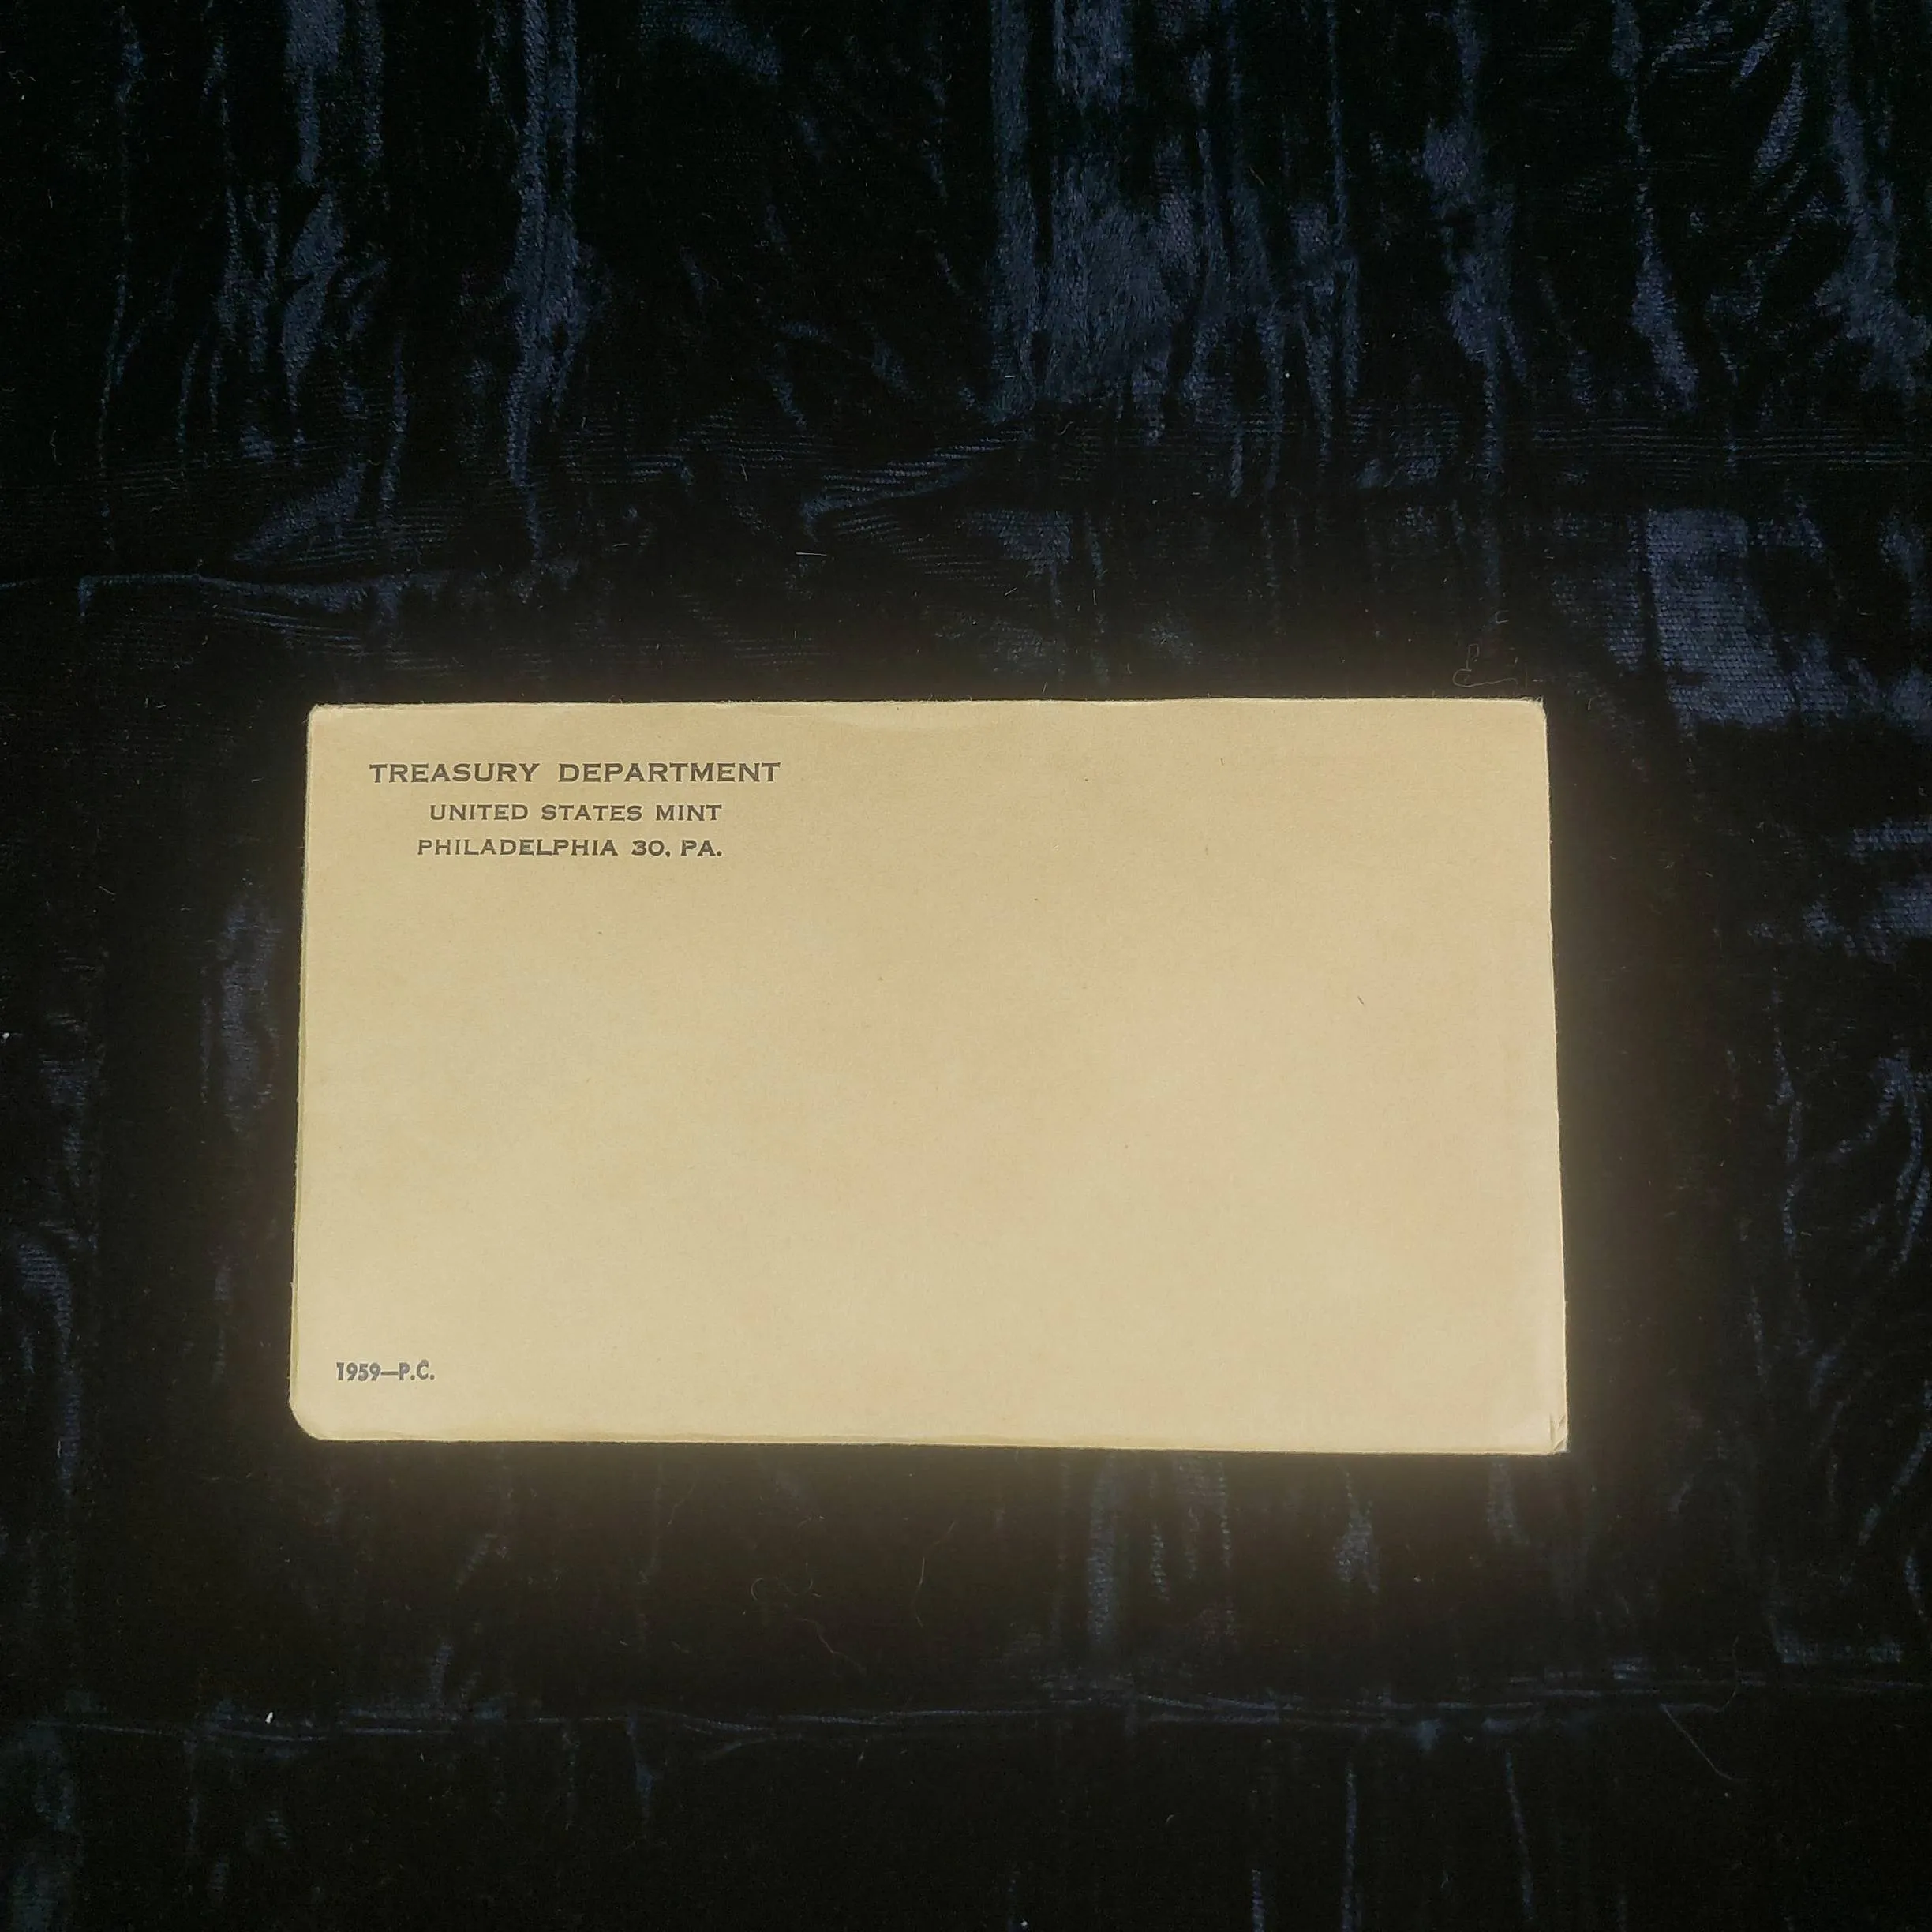 TREASURY DEPARTMENT
UNITED STATES MINT
PHILADELPHIA 30, PA.
1959—P.C.